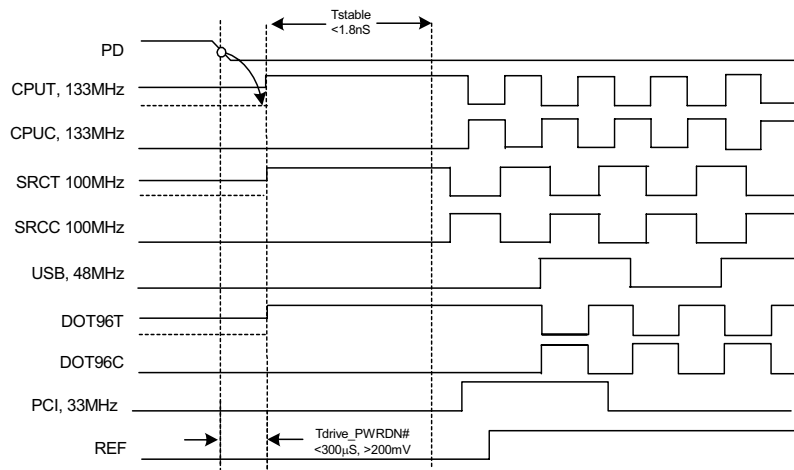 Tstable
<1.8nS
PD
CPUT, 133MHz
CPUC, 133MHz
SRCT 100MHz
SRCC 100MHz
USB, 48MHz
DOT96T
DOT96C
PCI, 33MHz
Tdrive_PWRDN#
<300µS, >200mV
REF